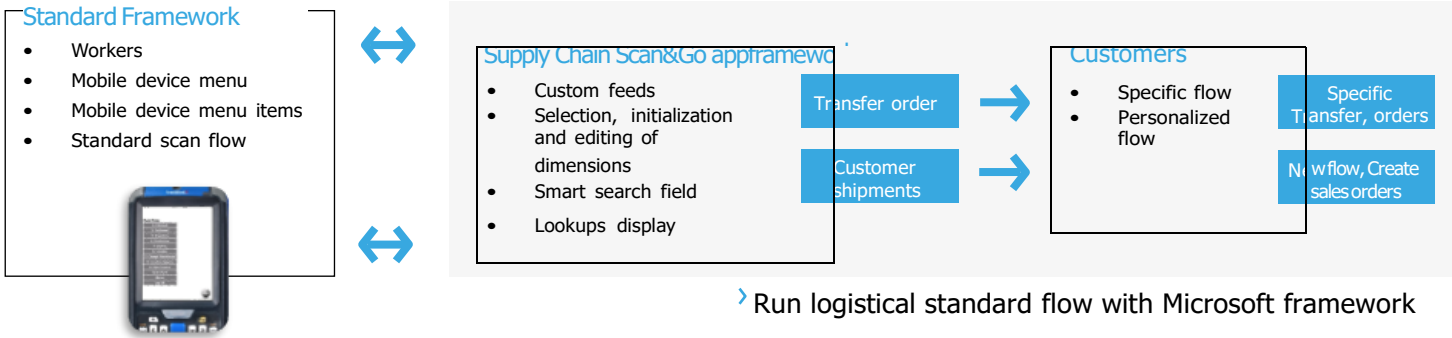 Standard Framework
• Workers
• Mobile device menu
• Mobile device menu items
• Standard scan flow
Supply Chain Scan&Go appframewo
• Custom feeds
• Selection, initialization
and editing of
dimensions
• Smart search field
• Lookups display
Transfer order
Customer
shipments
Customers
• Specific flow
• Personalized
flow
Specific
Transfer, orders
New flow, Create
sales orders
Run logistical standard flow with Microsoft framework